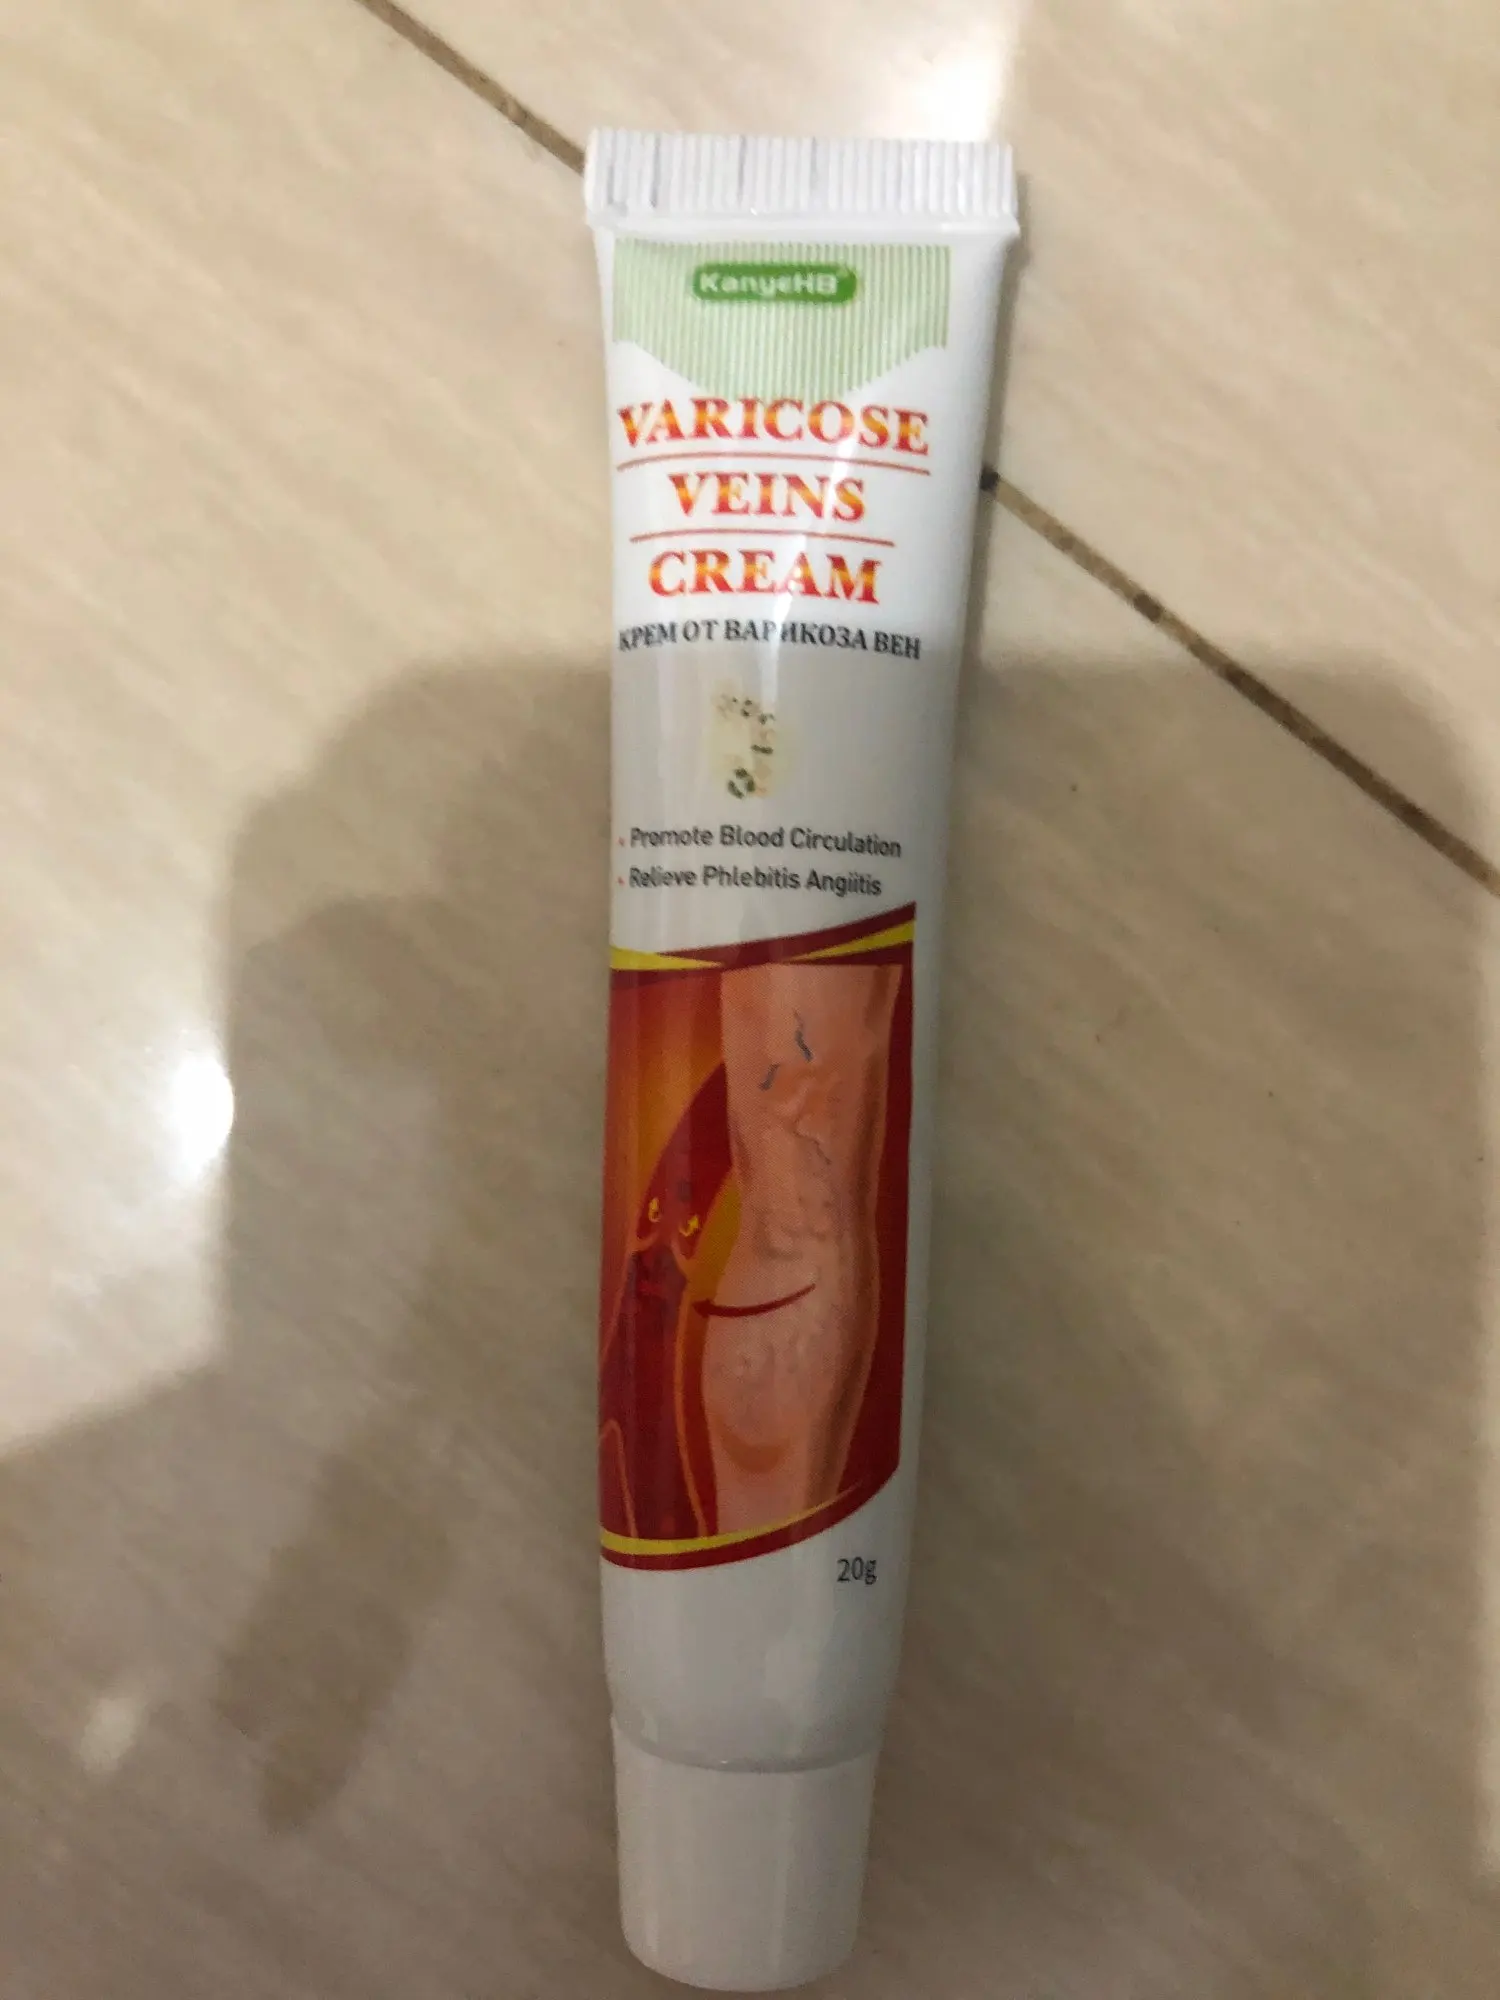 KanyeHB
VARICOSE
VEINS
CREAM
КРЕМ ОТ ВАРИКОЗА ВЕН
Promote Blood Circulation
Relieve Phlebitis Angiitis
20g